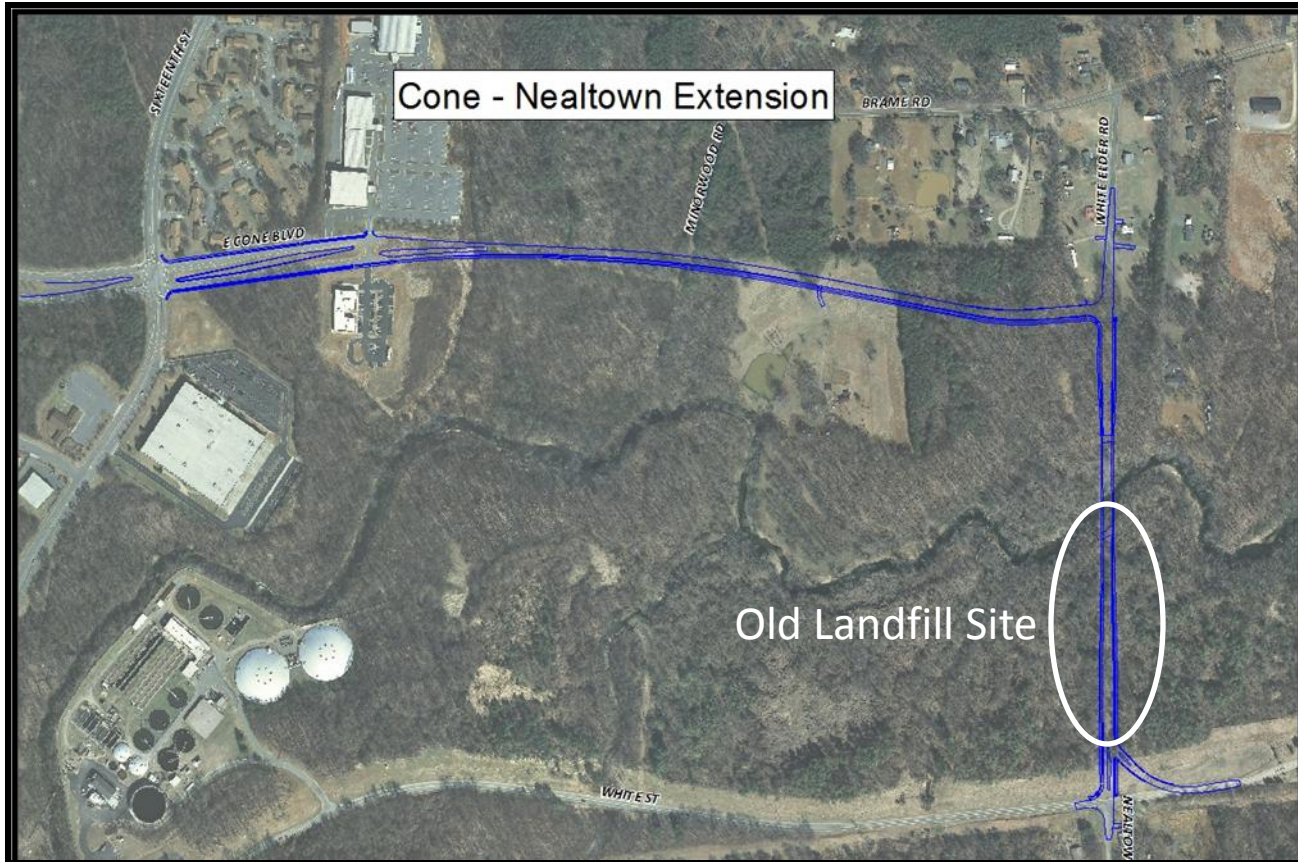 Cone - Nealtown Extension
SIXTEENTH ST
BRAME RD
MINORWOOD RD
WHITE ELDER RD
E CONE BLVD
Old Landfill Site
WHITE ST
NEALTOW